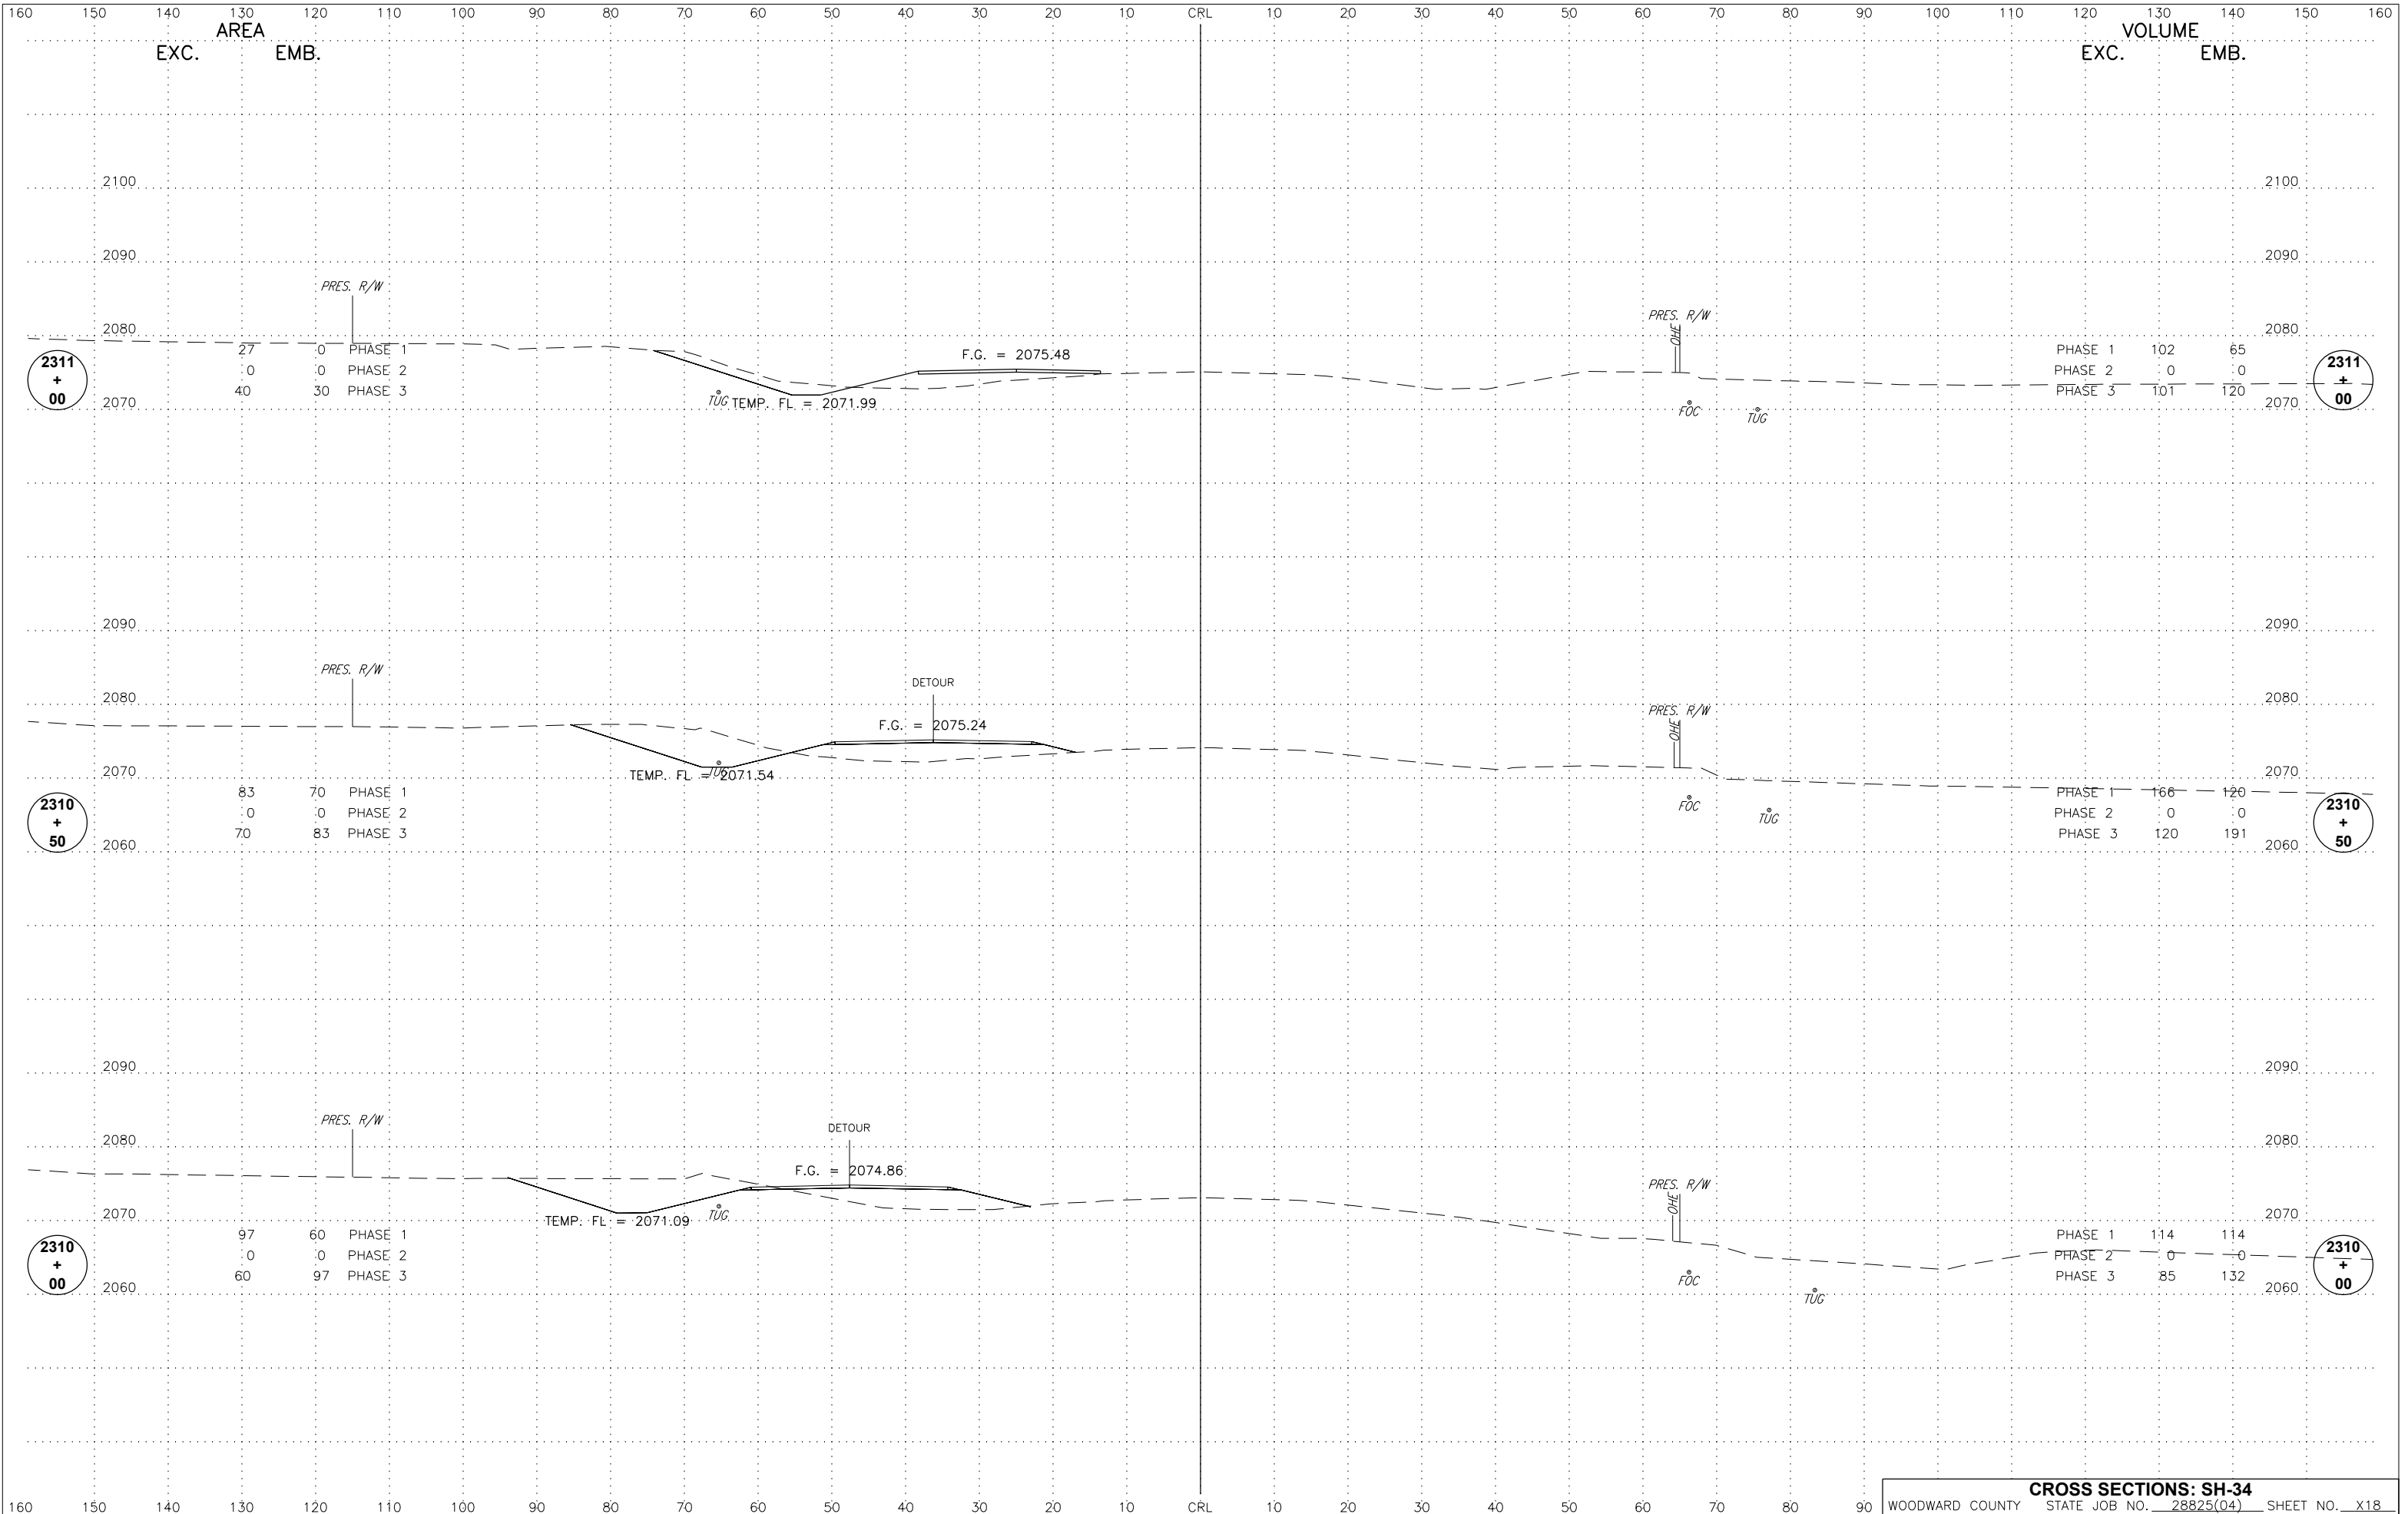 160 150 140 130 120 110 100 90 80 70 60 50 40 30 20 10 CRL 10 20 30 40 50 60 70 80 90 100 110 120 130 140 150 160
AREA VOLUME
EXC. EMB. EXC. EMB.
2100 2100
2090 2090
PRES. R/W
PRES. R/W
OHE
2080 2080
F.G. = 2075.48
2311
+
00
27 0 PHASE 1
0 0 PHASE 2
40 30 PHASE 3
PHASE 1 102 65
PHASE 2 0 0
PHASE 3 101 120
2311
+
00
TUG
TEMP. FL = 2071.99
FOC
TUG
2070 2070
2090 2090
PRES. R/W
DETOUR
PRES. R/W
OHE
2080 2080
F.G. = 2075.24
TUG
TEMP. FL = 2071.54
2070 2070
2310
+
50
83 70 PHASE 1
0 0 PHASE 2
70 83 PHASE 3
FOC
TUG
PHASE 1 166 120
PHASE 2 0 0
PHASE 3 120 191
2310
+
50
2060 2060
2090 2090
PRES. R/W
DETOUR
2080 2080
F.G. = 2074.86
PRES. R/W
OHE
TUG
TEMP. FL = 2071.09
2070 2070
2310
+
00
97 60 PHASE 1
0 0 PHASE 2
60 97 PHASE 3
FOC
TUG
PHASE 1 114 114
PHASE 2 0 0
PHASE 3 85 132
2310
+
00
2060 2060
160 150 140 130 120 110 100 90 80 70 60 50 40 30 20 10 CRL 10 20 30 40 50 60 70 80 90
CROSS SECTIONS: SH-34
WOODWARD COUNTY STATE JOB NO. 28825(04) SHEET NO. X18